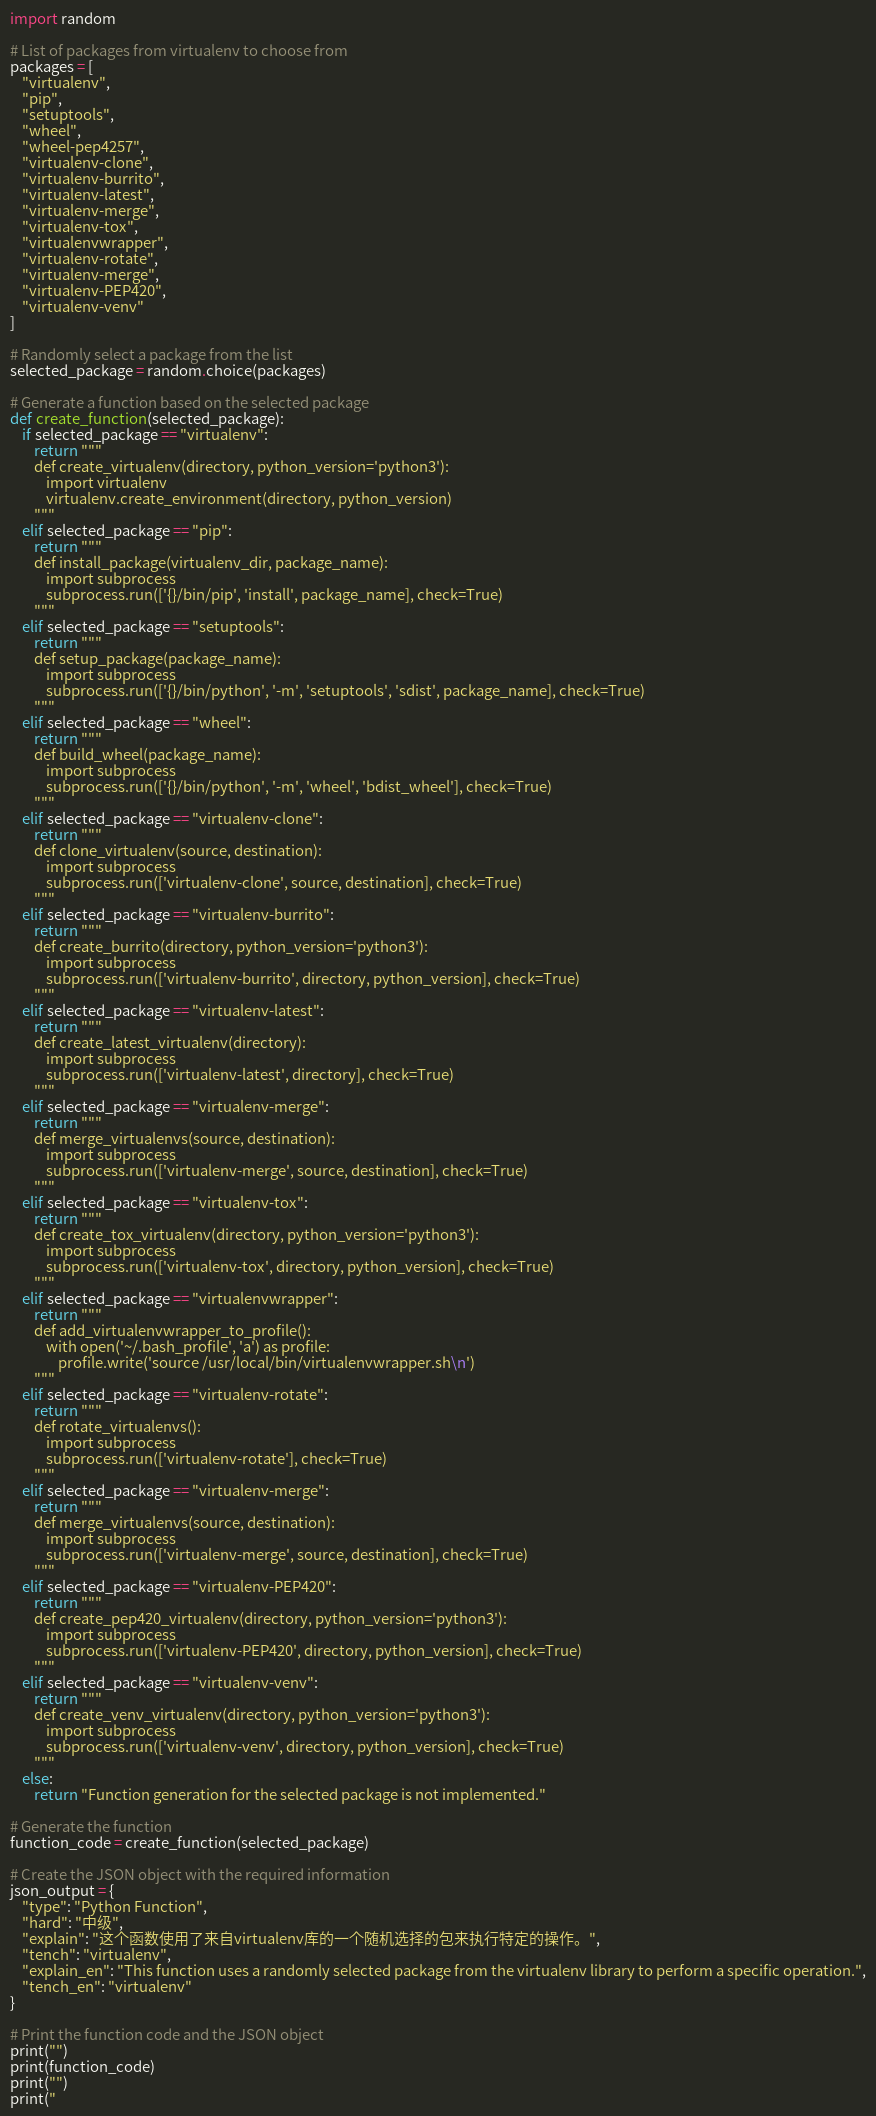 import random

# List of packages from virtualenv to choose from
packages = [
    "virtualenv",
    "pip",
    "setuptools",
    "wheel",
    "wheel-pep4257",
    "virtualenv-clone",
    "virtualenv-burrito",
    "virtualenv-latest",
    "virtualenv-merge",
    "virtualenv-tox",
    "virtualenvwrapper",
    "virtualenv-rotate",
    "virtualenv-merge",
    "virtualenv-PEP420",
    "virtualenv-venv"
]

# Randomly select a package from the list
selected_package = random.choice(packages)

# Generate a function based on the selected package
def create_function(selected_package):
    if selected_package == "virtualenv":
        return """
        def create_virtualenv(directory, python_version='python3'):
            import virtualenv
            virtualenv.create_environment(directory, python_version)
        """
    elif selected_package == "pip":
        return """
        def install_package(virtualenv_dir, package_name):
            import subprocess
            subprocess.run(['{}/bin/pip', 'install', package_name], check=True)
        """
    elif selected_package == "setuptools":
        return """
        def setup_package(package_name):
            import subprocess
            subprocess.run(['{}/bin/python', '-m', 'setuptools', 'sdist', package_name], check=True)
        """
    elif selected_package == "wheel":
        return """
        def build_wheel(package_name):
            import subprocess
            subprocess.run(['{}/bin/python', '-m', 'wheel', 'bdist_wheel'], check=True)
        """
    elif selected_package == "virtualenv-clone":
        return """
        def clone_virtualenv(source, destination):
            import subprocess
            subprocess.run(['virtualenv-clone', source, destination], check=True)
        """
    elif selected_package == "virtualenv-burrito":
        return """
        def create_burrito(directory, python_version='python3'):
            import subprocess
            subprocess.run(['virtualenv-burrito', directory, python_version], check=True)
        """
    elif selected_package == "virtualenv-latest":
        return """
        def create_latest_virtualenv(directory):
            import subprocess
            subprocess.run(['virtualenv-latest', directory], check=True)
        """
    elif selected_package == "virtualenv-merge":
        return """
        def merge_virtualenvs(source, destination):
            import subprocess
            subprocess.run(['virtualenv-merge', source, destination], check=True)
        """
    elif selected_package == "virtualenv-tox":
        return """
        def create_tox_virtualenv(directory, python_version='python3'):
            import subprocess
            subprocess.run(['virtualenv-tox', directory, python_version], check=True)
        """
    elif selected_package == "virtualenvwrapper":
        return """
        def add_virtualenvwrapper_to_profile():
            with open('~/.bash_profile', 'a') as profile:
                profile.write('source /usr/local/bin/virtualenvwrapper.sh\n')
        """
    elif selected_package == "virtualenv-rotate":
        return """
        def rotate_virtualenvs():
            import subprocess
            subprocess.run(['virtualenv-rotate'], check=True)
        """
    elif selected_package == "virtualenv-merge":
        return """
        def merge_virtualenvs(source, destination):
            import subprocess
            subprocess.run(['virtualenv-merge', source, destination], check=True)
        """
    elif selected_package == "virtualenv-PEP420":
        return """
        def create_pep420_virtualenv(directory, python_version='python3'):
            import subprocess
            subprocess.run(['virtualenv-PEP420', directory, python_version], check=True)
        """
    elif selected_package == "virtualenv-venv":
        return """
        def create_venv_virtualenv(directory, python_version='python3'):
            import subprocess
            subprocess.run(['virtualenv-venv', directory, python_version], check=True)
        """
    else:
        return "Function generation for the selected package is not implemented."

# Generate the function
function_code = create_function(selected_package)

# Create the JSON object with the required information
json_output = {
    "type": "Python Function",
    "hard": "中级",
    "explain": "这个函数使用了来自virtualenv库的一个随机选择的包来执行特定的操作。",
    "tench": "virtualenv",
    "explain_en": "This function uses a randomly selected package from the virtualenv library to perform a specific operation.",
    "tench_en": "virtualenv"
}

# Print the function code and the JSON object
print("")
print(function_code)
print("")
print("